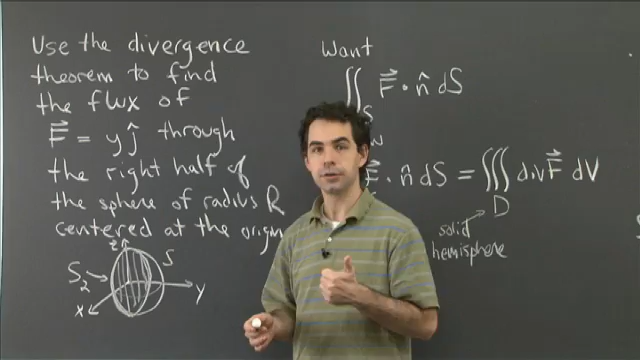 Use the divergence
theorem to find
the flux of
F⃗ = y ĵ through
the right half of
the sphere of radius R
centered at the origin
z
S
S₂
y
x
Want
∬ F⃗ · n̂ dS
S
F⃗ · n̂ dS = ∭ div F⃗ dV
D
solid
hemisphere